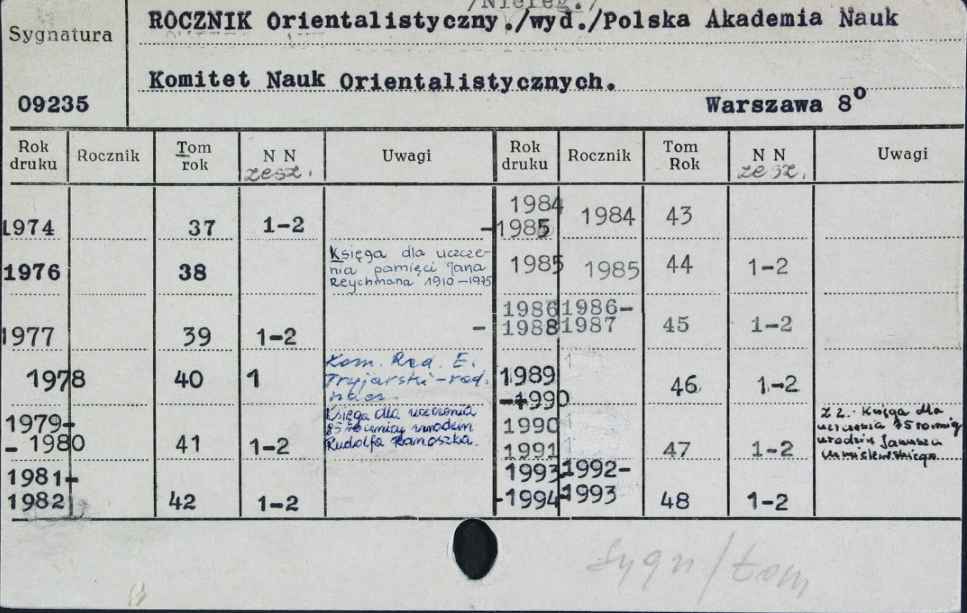 /Niereg./
Sygnatura
ROCZNIK Orientalistyczny./wyd./Polska Akademia Nauk
Komitet Nauk Orientalistycznych.
09235
Warszawa 8°
Rok druku Rocznik Tom rok N N zesz. Uwagi Rok druku Rocznik Tom Rok N N zesz. Uwagi
1974 37 1-2
1976 38 Księga dla uczcze-
nia pamięci Jana
Reychmana 1910-1975
1977 39 1-2
1978 40 1 Kom. Red. E.
Tryjarski-red.
1979-
- 1980 41 1-2 Księga dla uczczenia
85 rocznicy urodzin
Rudolfa Ranoszka.
1981-
1982 42 1-2
1984
-1985 1984 43
1985 1985 44 1-2
1986 1986-
-1988 1987 45 1-2
1989
-1990 46 1-2
1990
1991 47 1-2 Z 2. Księga dla
uczczenia 85 rocznicy
urodzin Janusza
1993 1992-
-1994 1993 48 1-2
sygn/tom